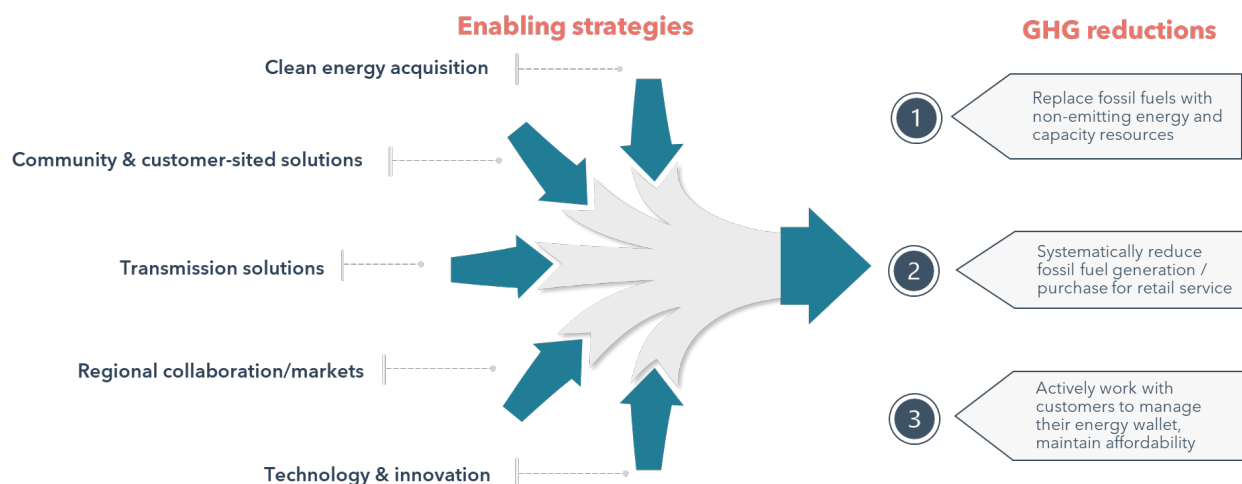 Enabling strategies
Clean energy acquisition
Community & customer-sited solutions
Transmission solutions
Regional collaboration/markets
Technology & innovation
GHG reductions
1
Replace fossil fuels with
non-emitting energy and
capacity resources
2
Systematically reduce
fossil fuel generation /
purchase for retail service
3
Actively work with
customers to manage
their energy wallet,
maintain affordability